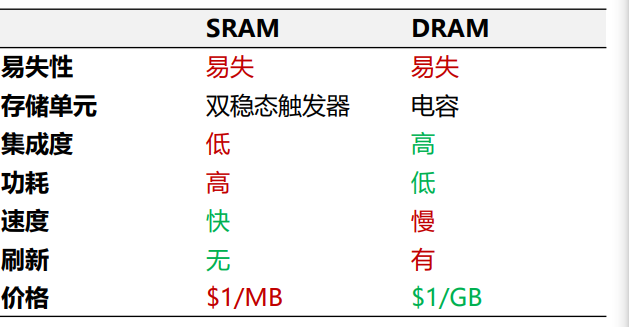 SRAM DRAM
易失性 易失 易失
存储单元 双稳态触发器 电容
集成度 低 高
功耗 高 低
速度 快 慢
刷新 无 有
价格 $1/MB $1/GB